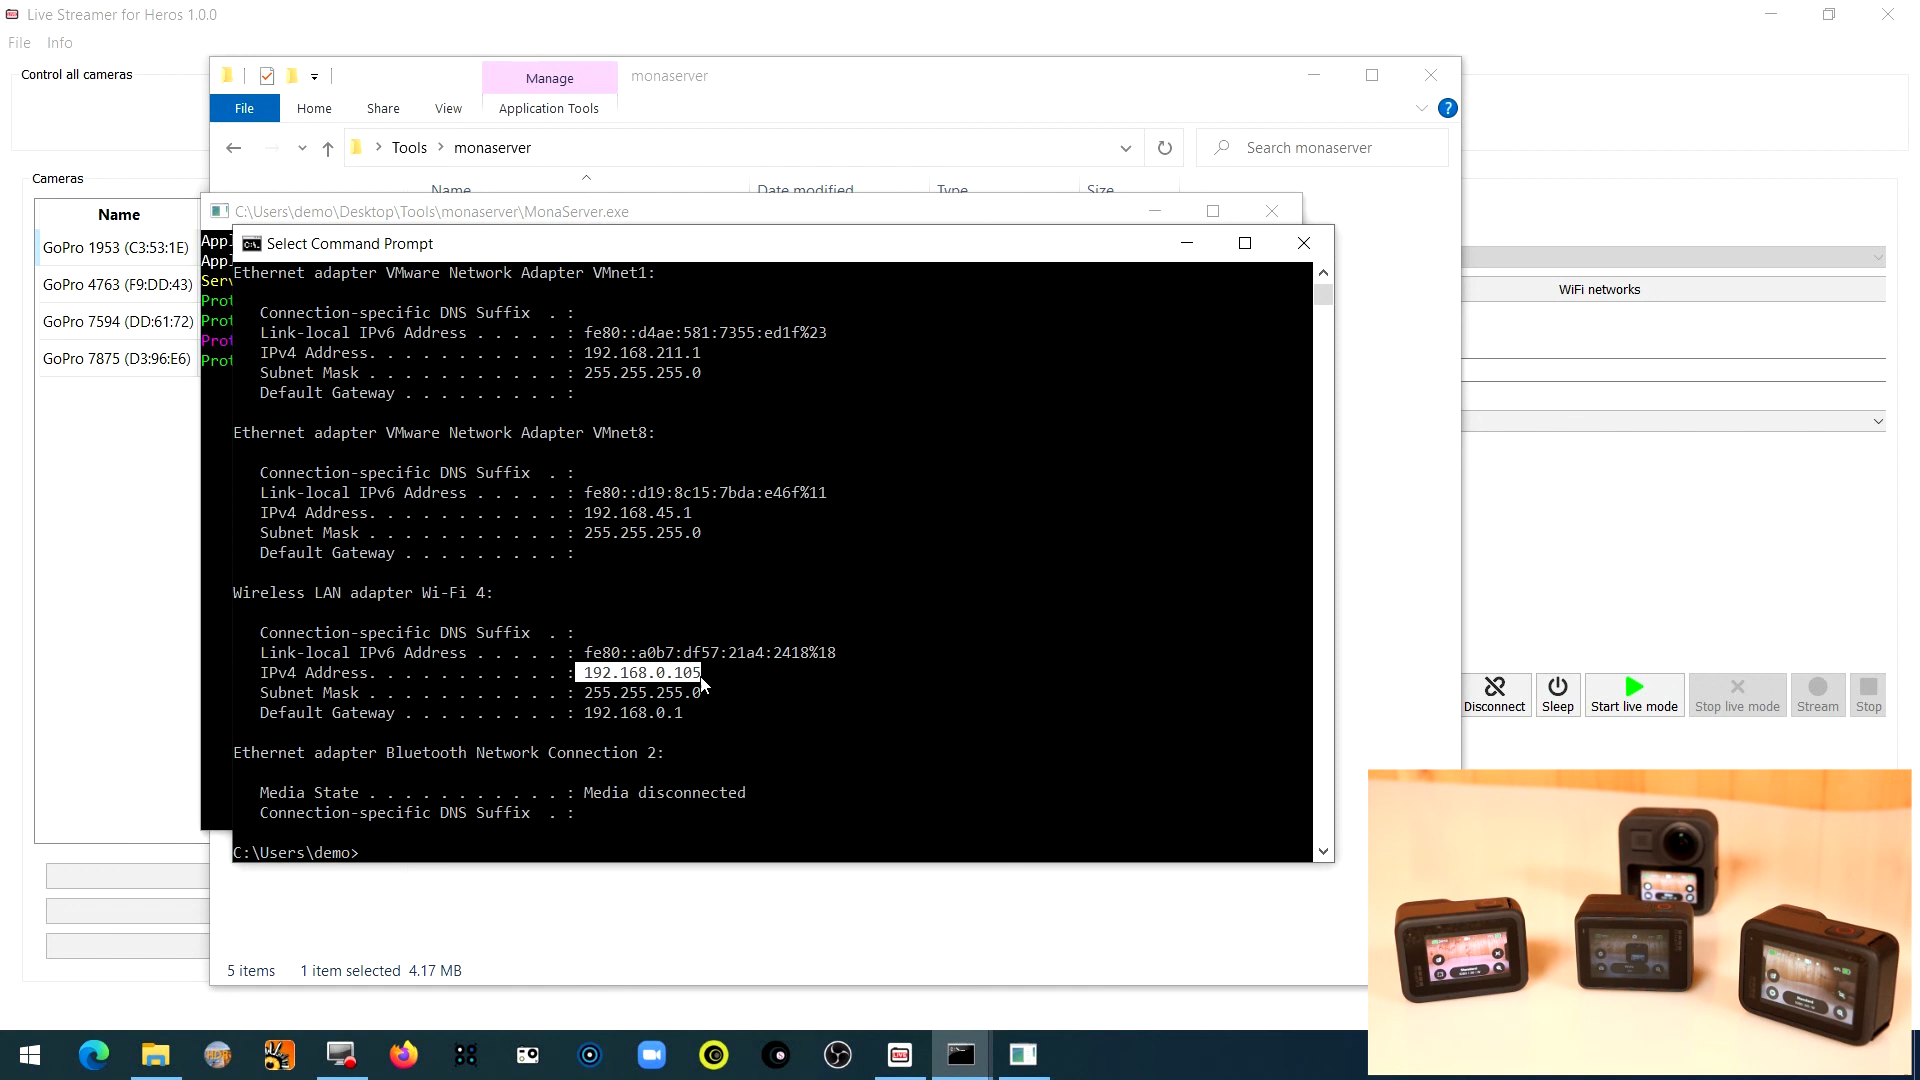 Live Streamer for Heros 1.0.0
File Info
Control all cameras
Manage monaserver
File Home Share View Application Tools
Tools monaserver Search monaserver
Name Date modified Type Size
Cameras
Name
GoPro 1953 (C3:53:1E)
GoPro 4763 (F9:DD:43)
GoPro 7594 (DD:61:72)
GoPro 7875 (D3:96:E6)
C:\Users\demo\Desktop\Tools\monaserver\MonaServer.exe
Appl
Appl
Serv
Prot
Prot
Prot
Prot
Select Command Prompt
Ethernet adapter VMware Network Adapter VMnet1:
Connection-specific DNS Suffix . :
Link-local IPv6 Address . . . . . : fe80::d4ae:581:7355:ed1f%23
IPv4 Address. . . . . . . . . . . : 192.168.211.1
Subnet Mask . . . . . . . . . . . : 255.255.255.0
Default Gateway . . . . . . . . . :
Ethernet adapter VMware Network Adapter VMnet8:
Connection-specific DNS Suffix . :
Link-local IPv6 Address . . . . . : fe80::d19:8c15:7bda:e46f%11
IPv4 Address. . . . . . . . . . . : 192.168.45.1
Subnet Mask . . . . . . . . . . . : 255.255.255.0
Default Gateway . . . . . . . . . :
Wireless LAN adapter Wi-Fi 4:
Connection-specific DNS Suffix . :
Link-local IPv6 Address . . . . . : fe80::a0b7:df57:21a4:2418%18
IPv4 Address. . . . . . . . . . . : 192.168.0.105
Subnet Mask . . . . . . . . . . . : 255.255.255.0
Default Gateway . . . . . . . . . : 192.168.0.1
Ethernet adapter Bluetooth Network Connection 2:
Media State . . . . . . . . . . . : Media disconnected
Connection-specific DNS Suffix . :
C:\Users\demo>
WiFi networks
Disconnect Sleep Start live mode Stop live mode Stream Stop
5 items 1 item selected 4.17 MB